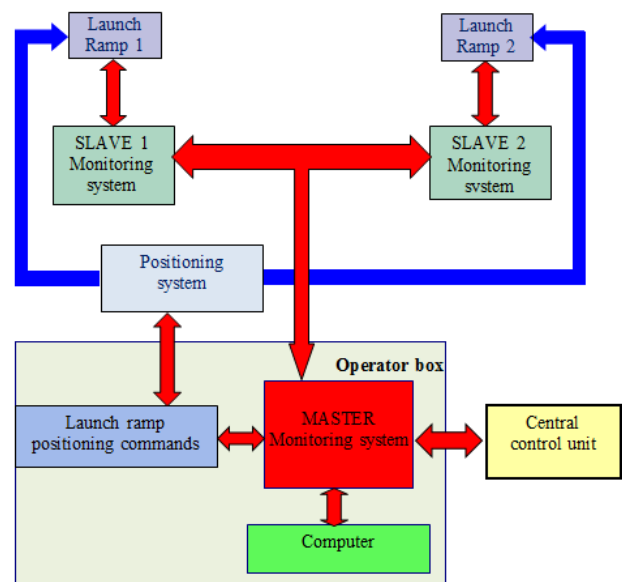 Launch
Ramp 1
Launch
Ramp 2
SLAVE 1
Monitoring
system
SLAVE 2
Monitoring
system
Positioning
system
Operator box
Launch ramp
positioning commands
MASTER
Monitoring system
Central
control unit
Computer